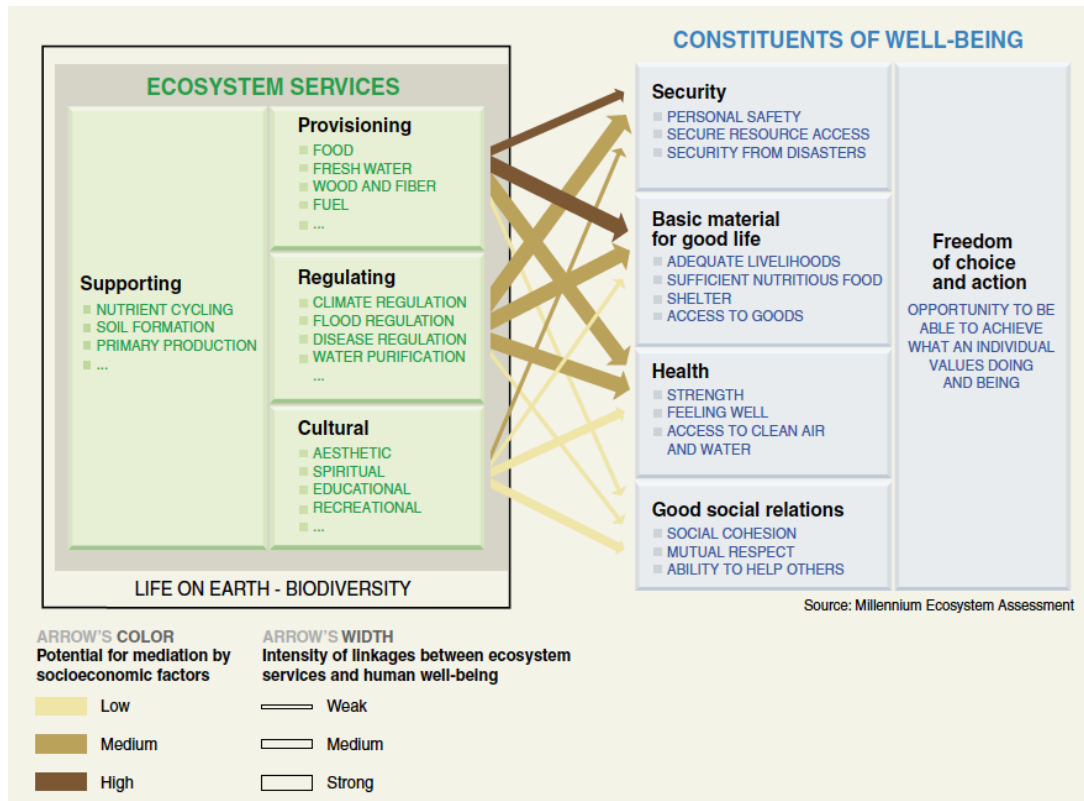 CONSTITUENTS OF WELL-BEING
ECOSYSTEM SERVICES
Supporting
NUTRIENT CYCLING
SOIL FORMATION
PRIMARY PRODUCTION
...
Provisioning
FOOD
FRESH WATER
WOOD AND FIBER
FUEL
...
Regulating
CLIMATE REGULATION
FLOOD REGULATION
DISEASE REGULATION
WATER PURIFICATION
...
Cultural
AESTHETIC
SPIRITUAL
EDUCATIONAL
RECREATIONAL
...
LIFE ON EARTH - BIODIVERSITY
Security
PERSONAL SAFETY
SECURE RESOURCE ACCESS
SECURITY FROM DISASTERS
Basic material
for good life
ADEQUATE LIVELIHOODS
SUFFICIENT NUTRITIOUS FOOD
SHELTER
ACCESS TO GOODS
Health
STRENGTH
FEELING WELL
ACCESS TO CLEAN AIR
AND WATER
Good social relations
SOCIAL COHESION
MUTUAL RESPECT
ABILITY TO HELP OTHERS
Freedom
of choice
and action
OPPORTUNITY TO BE
ABLE TO ACHIEVE
WHAT AN INDIVIDUAL
VALUES DOING
AND BEING
Source: Millennium Ecosystem Assessment
ARROW'S COLOR
Potential for mediation by
socioeconomic factors
Low
Medium
High
ARROW'S WIDTH
Intensity of linkages between ecosystem
services and human well-being
Weak
Medium
Strong